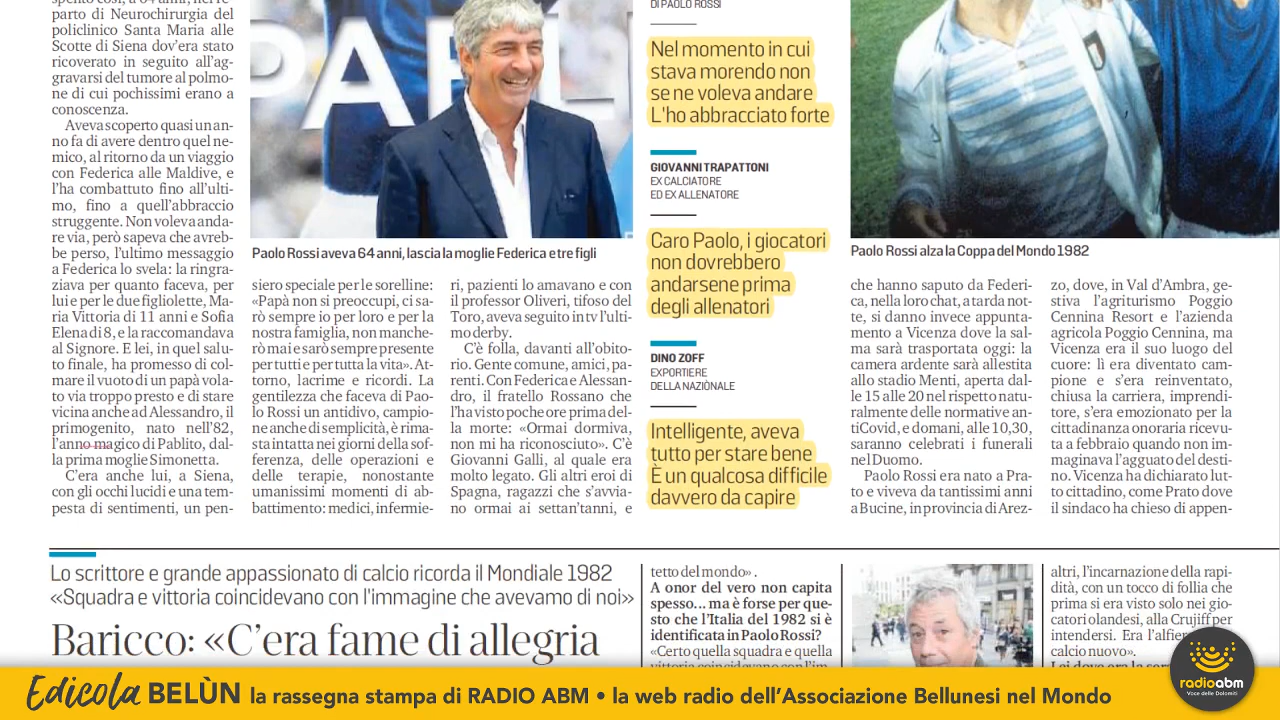 spento così, a 64 anni, nel re-
parto di Neurochirurgia del
policlinico Santa Maria alle
Scotte di Siena dov'era stato
ricoverato in seguito all'ag-
gravarsi del tumore al polmo-
ne di cui pochissimi erano a
conoscenza.
Aveva scoperto quasi un an-
no fa di avere dentro quel ne-
mico, al ritorno da un viaggio
con Federica alle Maldive, e
l'ha combattuto fino all'ulti-
mo, fino a quell'abbraccio
struggente. Non voleva anda-
re via, però sapeva che avreb-
be perso, l'ultimo messaggio
a Federica lo svela: la ringra-
ziava per quanto faceva, per
lui e per le due figliolette, Ma-
ria Vittoria di 11 anni e Sofia
Elena di 8, e la raccomandava
al Signore. E lei, in quel salu-
to finale, ha promesso di col-
mare il vuoto di un papà vola-
to via troppo presto e di stare
vicina anche ad Alessandro, il
primogenito, nato nell'82,
l'anno magico di Pablito, dal-
la prima moglie Simonetta.
C'era anche lui, a Siena,
con gli occhi lucidi e una tem-
pesta di sentimenti, un pen-
Paolo Rossi aveva 64 anni, lascia la moglie Federica e tre figli
siero speciale per le sorelline:
«Papà non si preoccupi, ci sa-
rò sempre io per loro e per la
nostra famiglia, non manche-
rò mai e sarò sempre presente
per tutti e per tutta la vita». At-
torno, lacrime e ricordi. La
gentilezza che faceva di Pao-
lo Rossi un antidivo, campio-
ne anche di semplicità, è rima-
sta intatta nei giorni della sof-
ferenza, delle operazioni e
delle terapie, nonostante
umanissimi momenti di ab-
battimento: medici, infermie-
ri, pazienti lo amavano e con
il professor Oliveri, tifoso del
Toro, aveva seguito in tv l'ulti-
mo derby.
C'è folla, davanti all'obito-
rio. Gente comune, amici, pa-
renti. Con Federica e Alessan-
dro, il fratello Rossano che
l'ha visto poche ore prima del-
la morte: «Ormai dormiva,
non mi ha riconosciuto». C'è
Giovanni Galli, al quale era
molto legato. Gli altri eroi di
Spagna, ragazzi che s'avvia-
no ormai ai settan'tanni, e
DI PAOLO ROSSI
Nel momento in cui
stava morendo non
se ne voleva andare
L'ho abbracciato forte
GIOVANNI TRAPATTONI
EX CALCIATORE
ED EX ALLENATORE
Caro Paolo, i giocatori
non dovrebbero
andarsene prima
degli allenatori
DINO ZOFF
EXPORTIERE
DELLA NAZIÒNALE
Intelligente, aveva
tutto per stare bene
È un qualcosa difficile
davvero da capire
Paolo Rossi alza la Coppa del Mondo 1982
che hanno saputo da Federi-
ca, nella loro chat, a tarda not-
te, si danno invece appunta-
mento a Vicenza dove la sal-
ma sarà trasportata oggi: la
camera ardente sarà allestita
allo stadio Menti, aperta dal-
le 15 alle 20 nel rispetto natu-
ralmente delle normative an-
tiCovid, e domani, alle 10,30,
saranno celebrati i funerali
nel Duomo.
Paolo Rossi era nato a Pra-
to e viveva da tantissimi anni
a Bucine, in provincia di Arez-
zo, dove, in Val d'Ambra, ge-
stiva l'agriturismo Poggio
Cennina Resort e l'azienda
agricola Poggio Cennina, ma
Vicenza era il suo luogo del
cuore: lì era diventato cam-
pione e s'era reinventato,
chiusa la carriera, imprendi-
tore, s'era emozionato per la
cittadinanza onoraria ricevu-
ta a febbraio quando non im-
maginava l'agguato del desti-
no. Vicenza ha dichiarato lut-
to cittadino, come Prato dove
il sindaco ha chiesto di appen-
Lo scrittore e grande appassionato di calcio ricorda il Mondiale 1982
«Squadra e vittoria coincidevano con l'immagine che avevamo di noi»
Baricco: «C'era fame di allegria
tetto del mondo».
A onor del vero non capita
spesso... ma è forse per que-
sto che l'Italia del 1982 si è
identificata in Paolo Rossi?
«Certo quella squadra e quella
vittoria coincidevano con l'im-
altri, l'incarnazione della rapi-
dità, con un tocco di follia che
prima si era visto solo nei gio-
catori olandesi, alla Crujiff per
intendersi. Era l'alfier
calcio nuovo».
Edicola BELÙN la rassegna stampa di RADIO ABM • la web radio dell'Associazione Bellunesi nel Mondo
radioabm
Voce delle Dolomiti